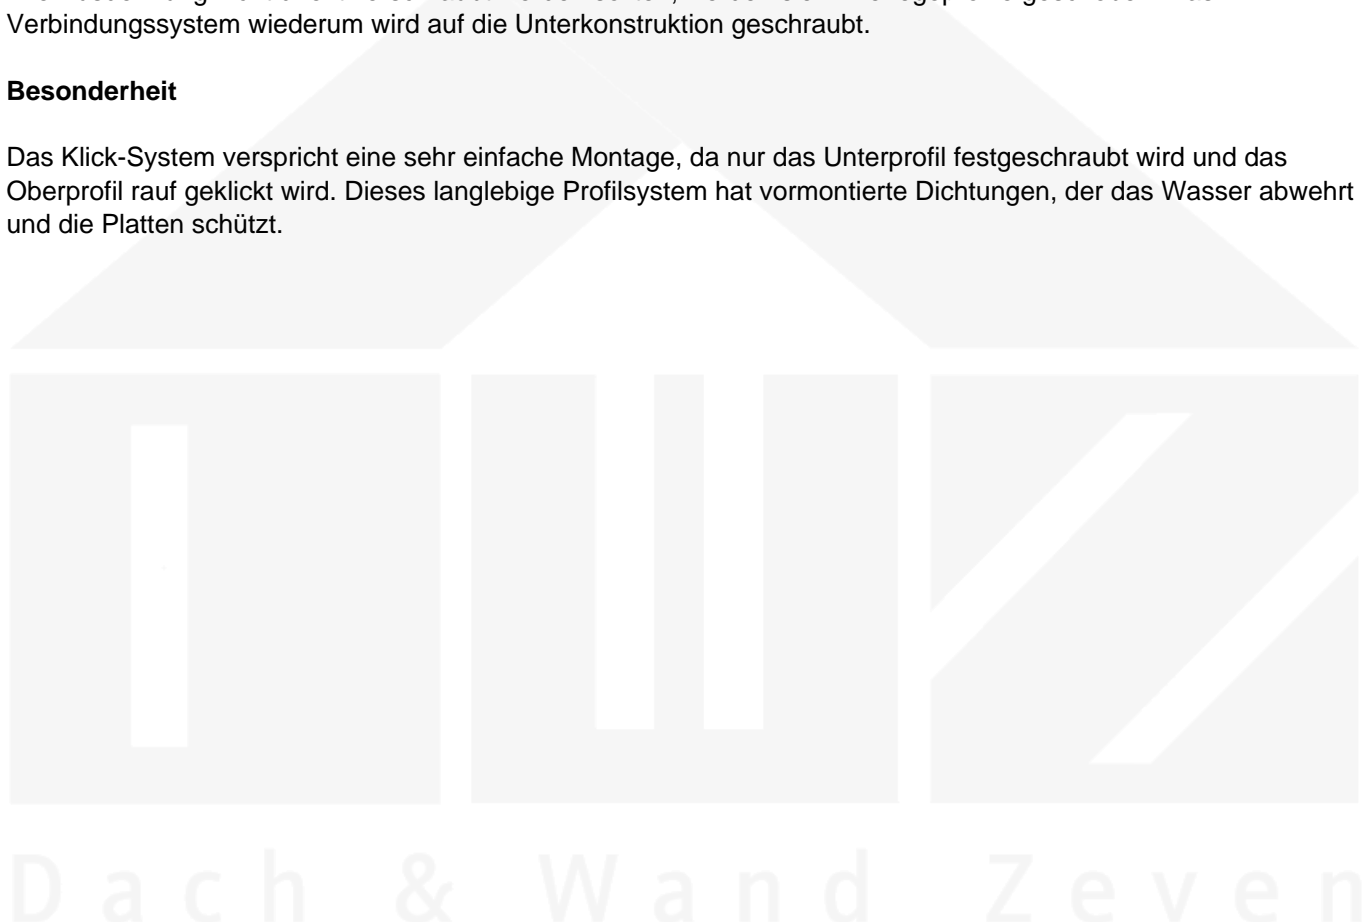 Verbindungssystem wiederum wird auf die Unterkonstruktion geschraubt.
Besonderheit
Das Klick-System verspricht eine sehr einfache Montage, da nur das Unterprofil festgeschraubt wird und das
Oberprofil rauf geklickt wird. Dieses langlebige Profilsystem hat vormontierte Dichtungen, der das Wasser abwehrt
und die Platten schützt.
Dach & Wand Zeven